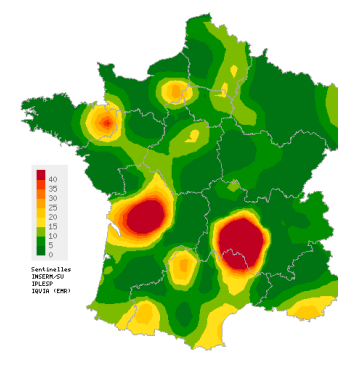 40
35
30
25
20
15
10
5
0
Sentinelles
INSERM/SU
IPLESP
IQVIA (EMR)